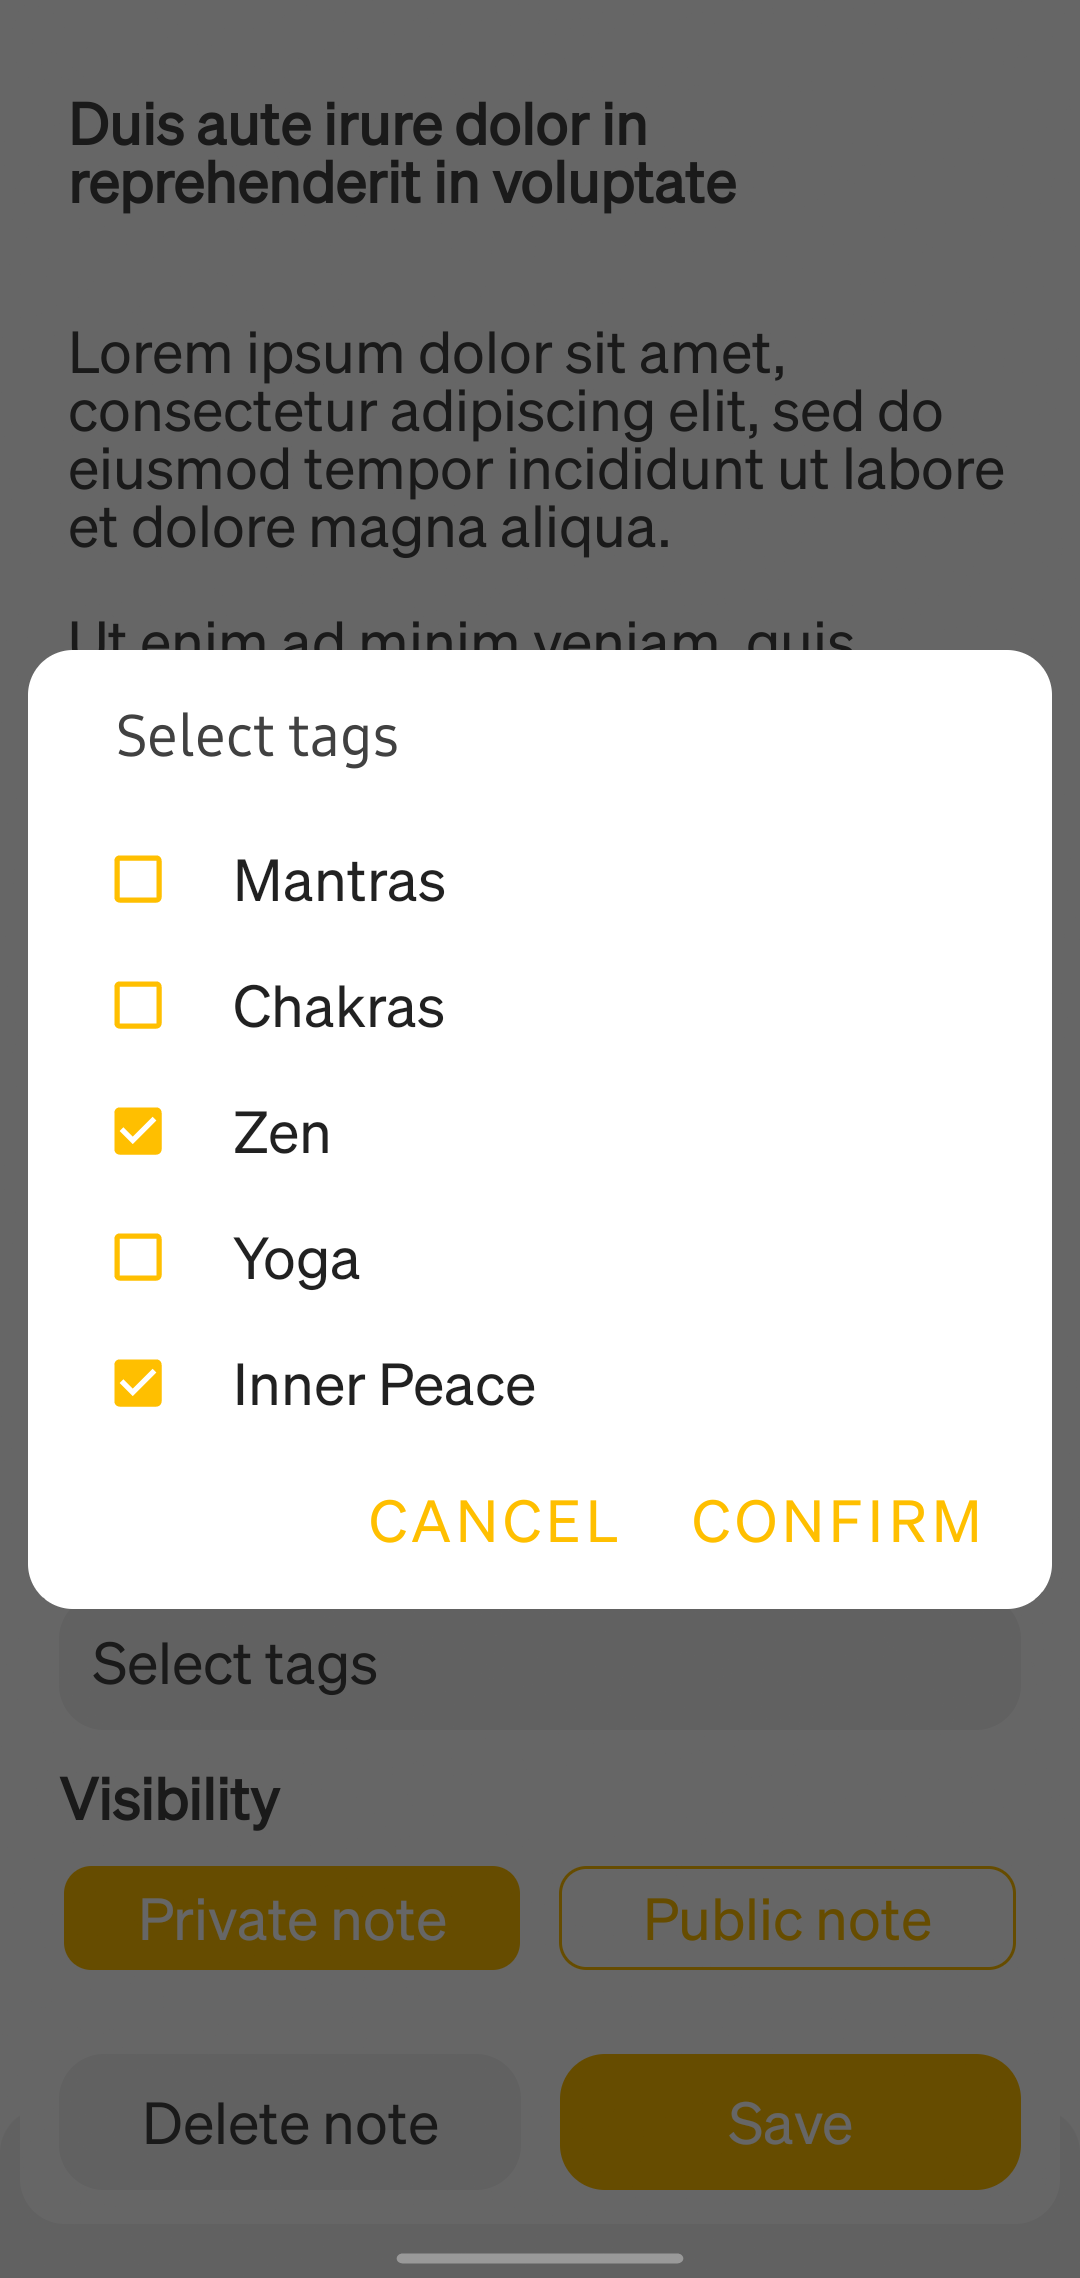 Duis aute irure dolor in
reprehenderit in voluptate
Lorem ipsum dolor sit amet,
consectetur adipiscing elit, sed do
eiusmod tempor incididunt ut labore
et dolore magna aliqua.
Ut enim ad minim veniam, quis
Select tags
Mantras
Chakras
Zen
Yoga
Inner Peace
CANCEL CONFIRM
Select tags
Visibility
Private note Public note
Delete note Save